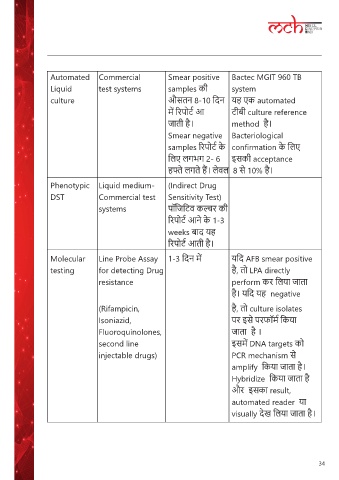 mch
Automated Commercial Smear positive Bactec MGIT 960 TB
Liquid test systems samples की system
culture औसतन 8-10 दिन यह एक automated
में रिपोर्ट आ टीबी culture reference
जाती है। method है।
Smear negative Bacteriological
samples रिपोर्ट के confirmation के लिए
लिए लगभग 2- 6 इसकी acceptance
हफ्ते लगते हैं। लेवल 8 से 10% है।
Phenotypic Liquid medium- (Indirect Drug
DST Commercial test Sensitivity Test)
systems पॉजिटिव कल्चर की
रिपोर्ट आने के 1-3
weeks बाद यह
रिपोर्ट आती है।
Molecular Line Probe Assay 1-3 दिन में यदि AFB smear positive
testing for detecting Drug है, तो LPA directly
resistance perform कर लिया जाता
है। यदि यह negative
(Rifampicin, है, तो culture isolates
Isoniazid, पर इसे परफॉर्म किया
Fluoroquinolones, जाता है ।
second line इसमें DNA targets को
injectable drugs) PCR mechanism से
amplify किया जाता है।
Hybridize किया जाता है
और इसका result,
automated reader या
visually देख लिया जाता है।
34